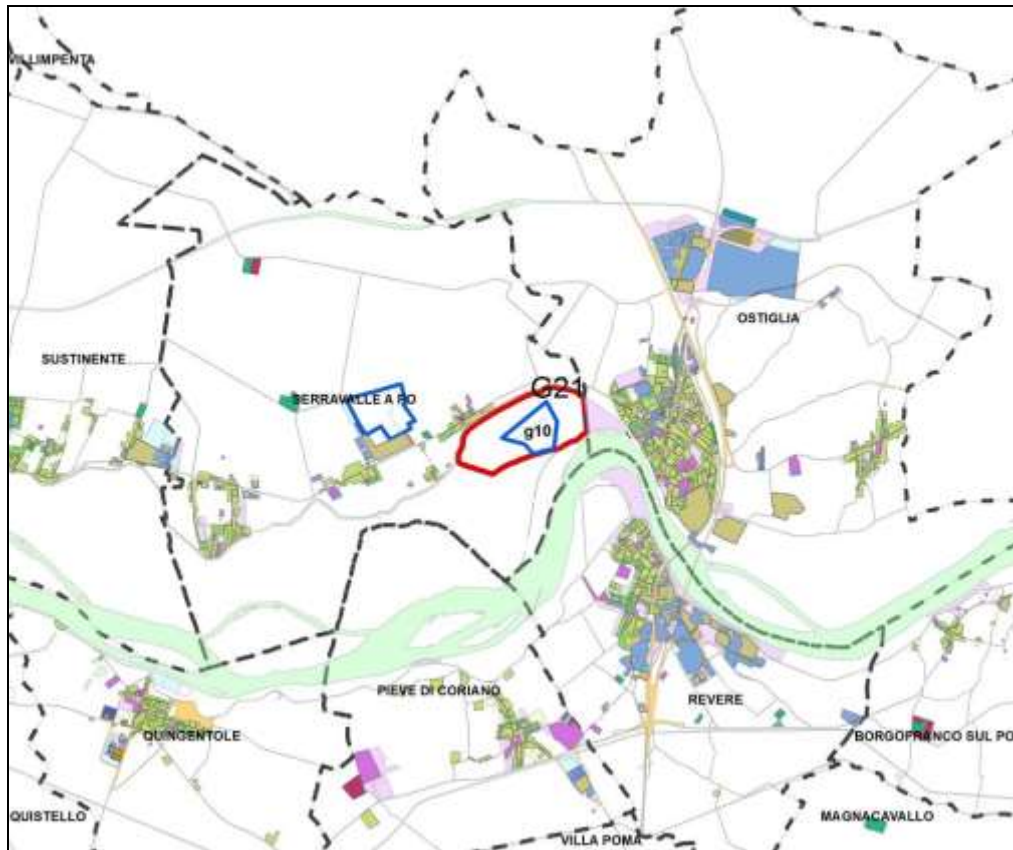 VILLIMPENTA
OSTIGLIA
SUSTINENTE
SERRAVALLE A PO
G21
g10
PIEVE DI CORIANO
REVERE
QUINGENTOLE
BORGOFRANCO SUL PO
QUISTELLO
MAGNACAVALLO
VILLA POMA